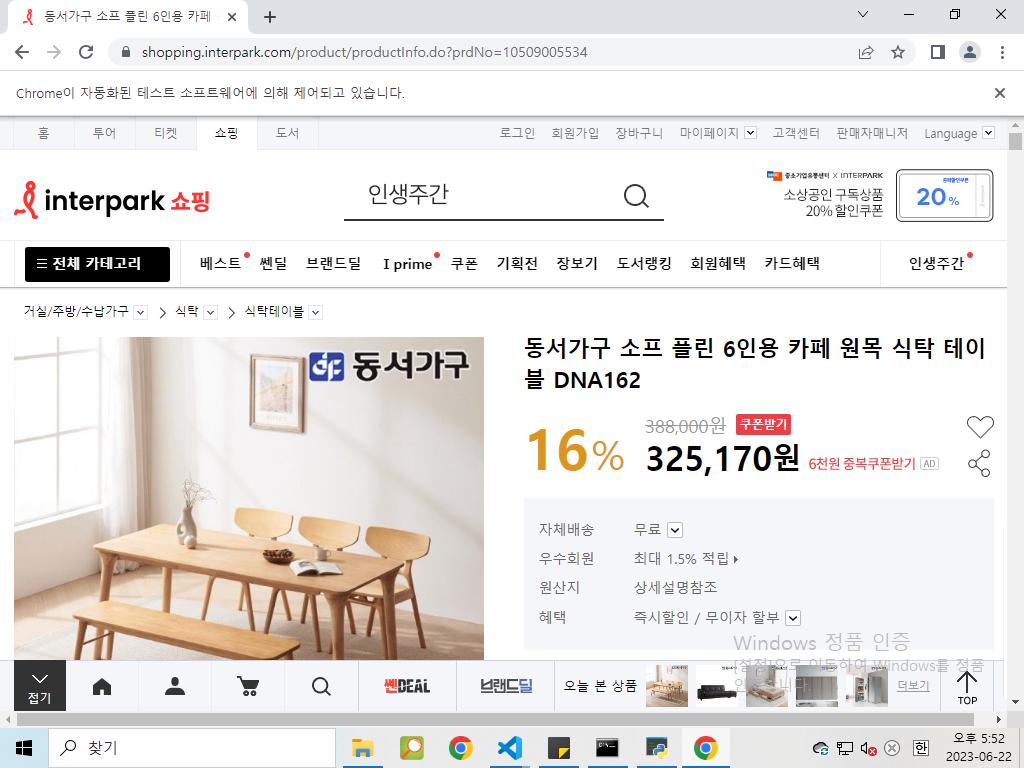 동서가구 소프 플린 6인용 카페
shopping.interpark.com/product/productInfo.do?prdNo=10509005534
Chrome이 자동화된 테스트 소프트웨어에 의해 제어되고 있습니다.
홈 투어 티켓 쇼핑 도서 로그인 회원가입 장바구니 마이페이지 고객센터 판매자매니저 Language
interpark 쇼핑
인생주간
중소기업유통센터 X INTERPARK
소상공인 구독상품
20% 할인쿠폰
20%
전체 카테고리 베스트 쎈딜 브랜드딜 I prime 쿠폰 기획전 장보기 도서랭킹 회원혜택 카드혜택 인생주간
거실/주방/수납가구 식탁 식탁테이블
동서가구
동서가구 소프 플린 6인용 카페 원목 식탁 테이
블 DNA162
16%
388,000원 쿠폰받기
325,170원 6천원 중복쿠폰받기 AD
자체배송 무료
우수회원 최대 1.5% 적립
원산지 상세설명참조
혜택 즉시할인 / 무이자 할부
Windows 정품 인증
[설정]으로 이동하여 Windows를 정품
접기
쎈DEAL
브랜드딜
오늘 본 상품
더보기
TOP
찾기
한
오후 5:52
2023-06-22